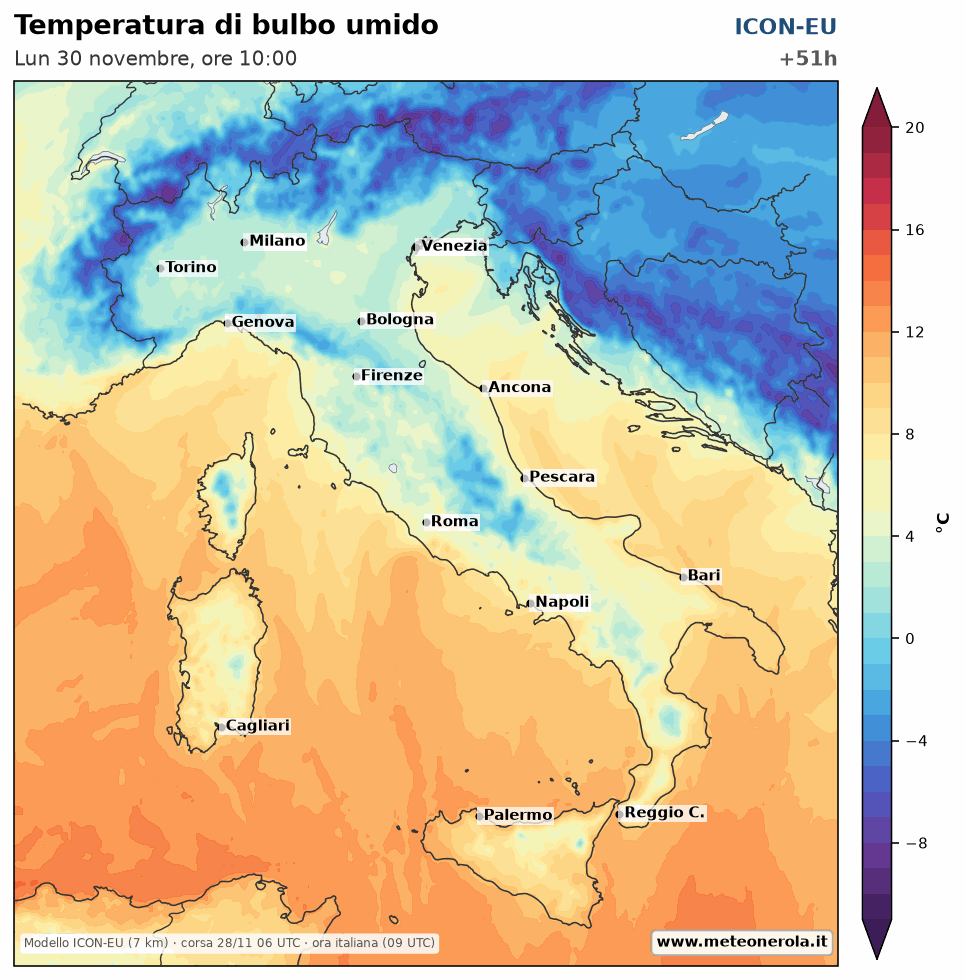 Temperatura di bulbo umido
ICON-EU
Lun 30 novembre, ore 10:00
+51h
20
16
12
8
4
0
−4
−8
°C
Milano
Venezia
Torino
Genova
Bologna
Firenze
Ancona
Pescara
Roma
Bari
Napoli
Cagliari
Palermo
Reggio C.
Modello ICON-EU (7 km) · corsa 28/11 06 UTC · ora italiana (09 UTC)
www.meteonerola.it